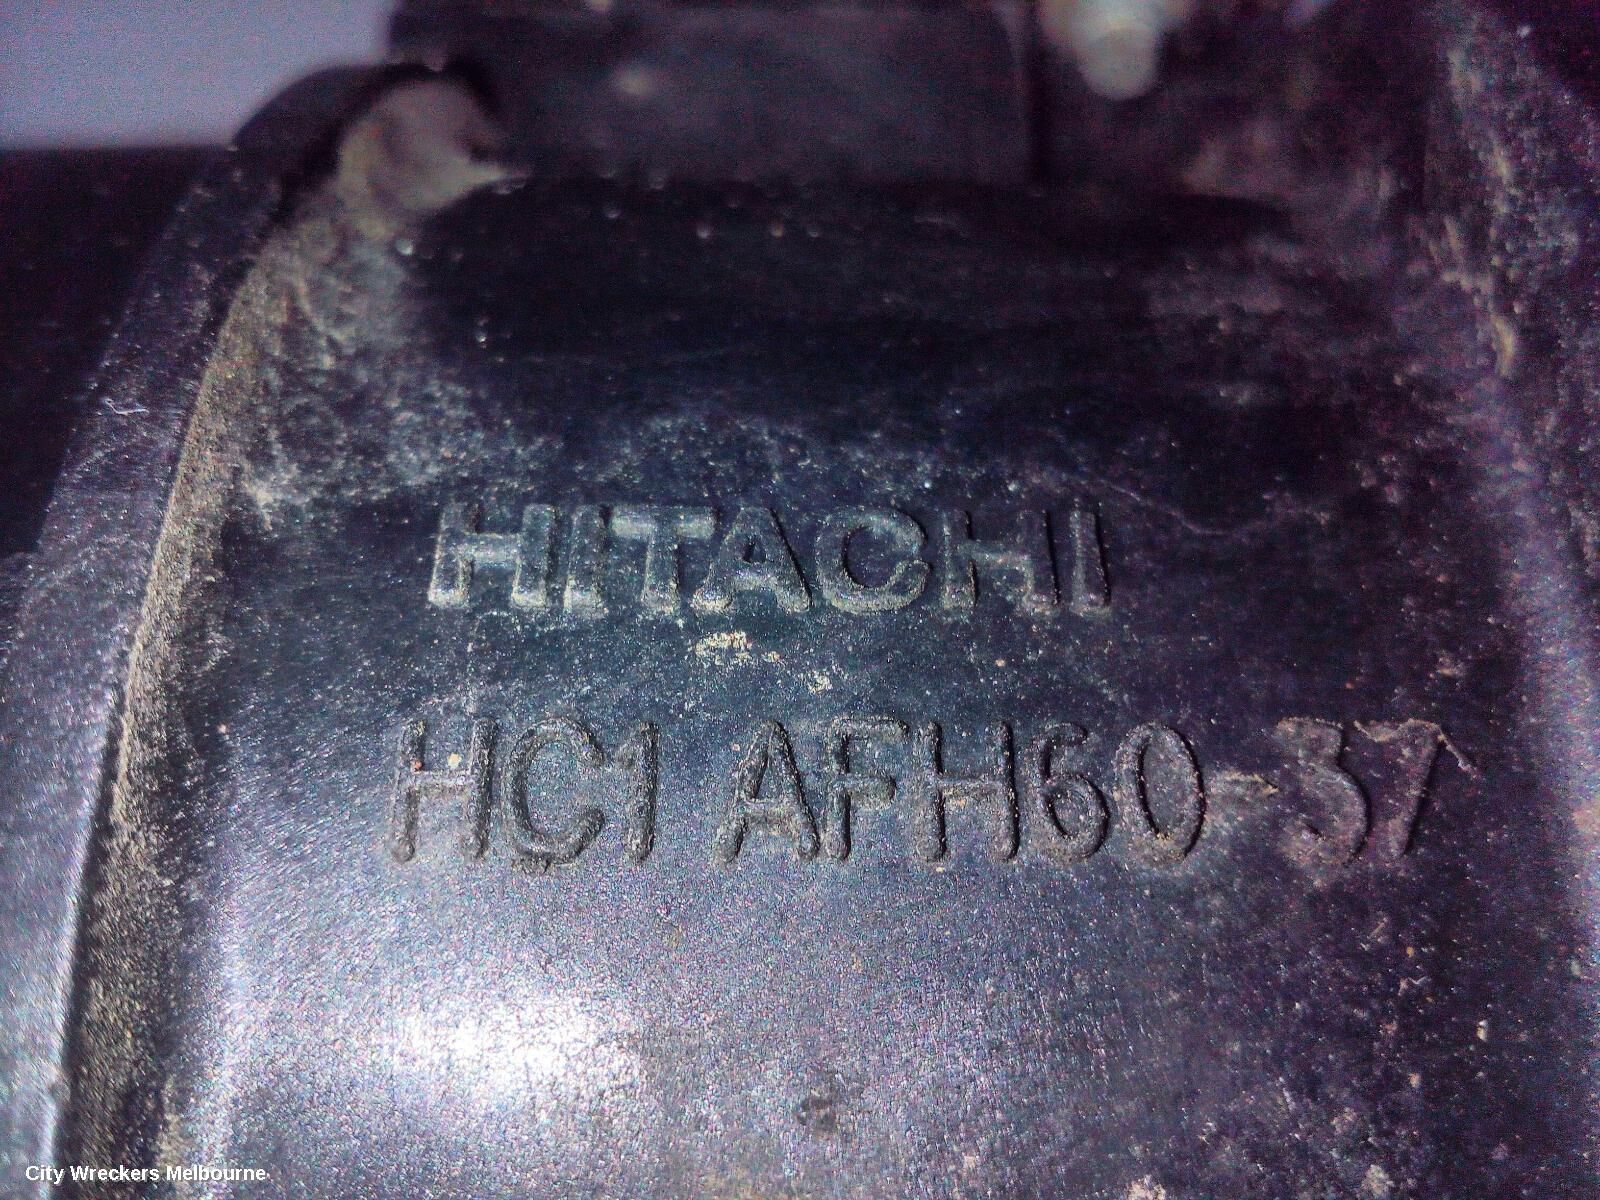 HITACHI
HC1 AFH60-37
City Wreckers Melbourne